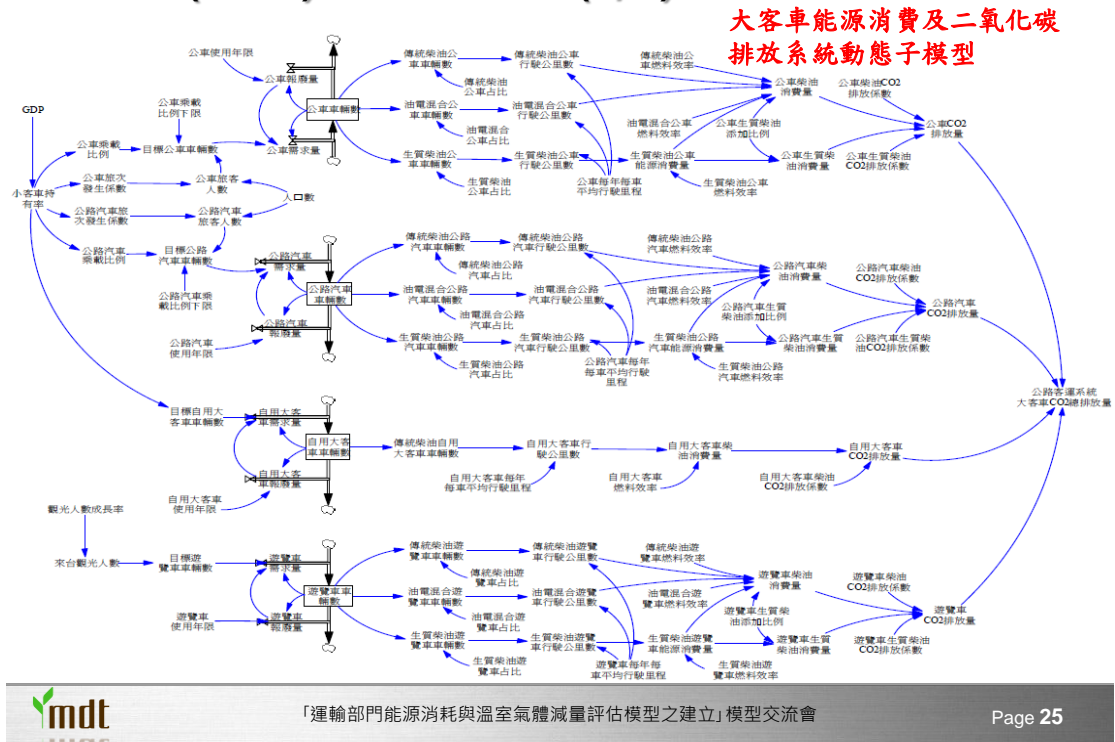 大客車能源消費及二氧化碳
排放系統動態子模型
公車使用年限
公車報廢量
公車車輛數
公車需求量
公車乘載
比例下限
GDP
公車乘載
比例
目標公車車輛數
小客車持
有率
公車旅次
發生係數
公車旅客
人數
人口數
公路汽車旅
次發生係數
公路汽車
旅客人數
公路汽車
乘載比例
目標公路
汽車車輛數
公路汽車乘
載比例下限
公路汽車
使用年限
傳統柴油公
車車輛數
傳統柴油公車
行駛公里數
傳統柴油公
車燃料效率
傳統柴油
公車占比
油電混合公
車車輛數
油電混合公車
行駛公里數
油電混合
公車占比
油電混合公車
燃料效率
生質柴油公
車車輛數
生質柴油公車
行駛公里數
生質柴油公車
能源消費量
生質柴油
公車占比
公車每年每車
平均行駛里程
生質柴油公車
燃料效率
公車柴油
消費量
公車柴油CO2
排放係數
公車生質柴油
添加比例
公車生質柴
油消費量
公車生質柴油
CO2排放係數
公車CO2
排放量
公路汽車
需求量
公路汽車
車輛數
公路汽車
報廢量
傳統柴油公路
汽車車輛數
傳統柴油公路
汽車行駛公里數
傳統柴油公路
汽車燃料效率
傳統柴油公路
汽車占比
油電混合公路
汽車車輛數
油電混合公路
汽車行駛公里數
油電混合公路
汽車占比
油電混合公路
汽車燃料效率
生質柴油公路
汽車車輛數
生質柴油公路
汽車行駛公里數
生質柴油公路
汽車能源消費量
生質柴油公路
汽車占比
公路汽車每年
每車平均行駛
里程
生質柴油公路
汽車燃料效率
公路汽車柴
油消費量
公路汽車柴油
CO2排放係數
公路汽車生質
柴油添加比例
公路汽車生質
柴油消費量
公路汽車生質柴
油CO2排放係數
公路汽車
CO2排放量
公路客運系統
大客車CO2總排放量
目標自用大
客車車輛數
自用大客
車需求量
自用大客
車車輛數
自用大客
車報廢量
自用大客車
使用年限
傳統柴油自用
大客車車輛數
自用大客車行
駛公里數
自用大客車每年
每車平均行駛里程
自用大客車柴
油消費量
自用大客車
燃料效率
自用大客車
CO2排放量
自用大客車柴油
CO2排放係數
觀光人數成長率
來台觀光人數
目標遊
覽車車輛數
遊覽車
需求量
遊覽車車
輛數
遊覽車
報廢量
遊覽車
使用年限
傳統柴油遊
覽車車輛數
傳統柴油遊覽
車行駛公里數
傳統柴油遊
覽車燃料效率
傳統柴油遊
覽車占比
油電混合遊
覽車車輛數
油電混合遊覽
車行駛公里數
油電混合遊
覽車占比
油電混合遊
覽車燃料效率
生質柴油遊
覽車車輛數
生質柴油遊覽
車行駛公里數
生質柴油遊覽
車能源消費量
生質柴油遊
覽車占比
遊覽車每年每
車平均行駛里程
生質柴油遊
覽車燃料效率
遊覽車柴油
消費量
遊覽車柴油
CO2排放係數
遊覽車生質柴
油添加比例
遊覽車生質
柴油消費量
遊覽車生質柴油
CO2排放係數
遊覽車
CO2排放量
mdt
「運輸部門能源消耗與溫室氣體減量評估模型之建立」模型交流會
Page 25